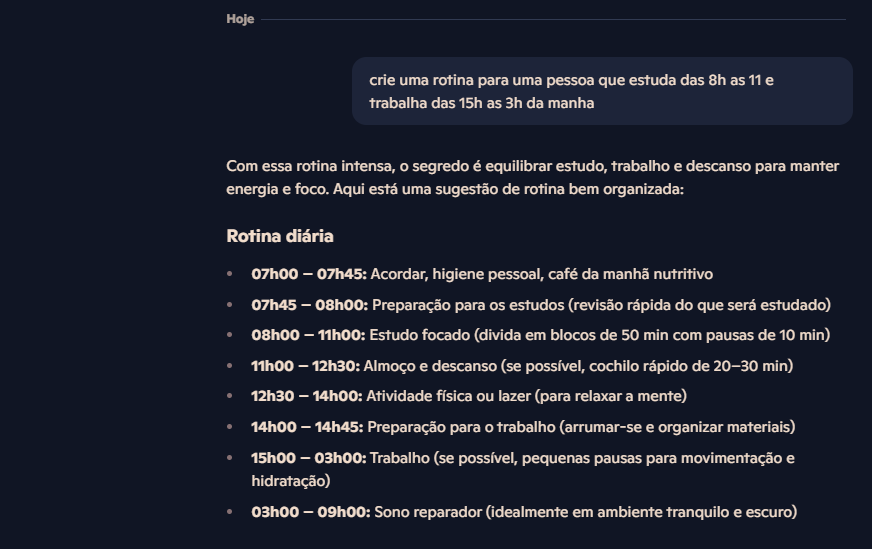 Hoje
crie uma rotina para uma pessoa que estuda das 8h as 11 e
trabalha das 15h as 3h da manha
Com essa rotina intensa, o segredo é equilibrar estudo, trabalho e descanso para manter
energia e foco. Aqui está uma sugestão de rotina bem organizada:
Rotina diária
• 07h00 – 07h45: Acordar, higiene pessoal, café da manhã nutritivo
• 07h45 – 08h00: Preparação para os estudos (revisão rápida do que será estudado)
• 08h00 – 11h00: Estudo focado (divida em blocos de 50 min com pausas de 10 min)
• 11h00 – 12h30: Almoço e descanso (se possível, cochilo rápido de 20–30 min)
• 12h30 – 14h00: Atividade física ou lazer (para relaxar a mente)
• 14h00 – 14h45: Preparação para o trabalho (arrumar-se e organizar materiais)
• 15h00 – 03h00: Trabalho (se possível, pequenas pausas para movimentação e
hidratação)
• 03h00 – 09h00: Sono reparador (idealmente em ambiente tranquilo e escuro)